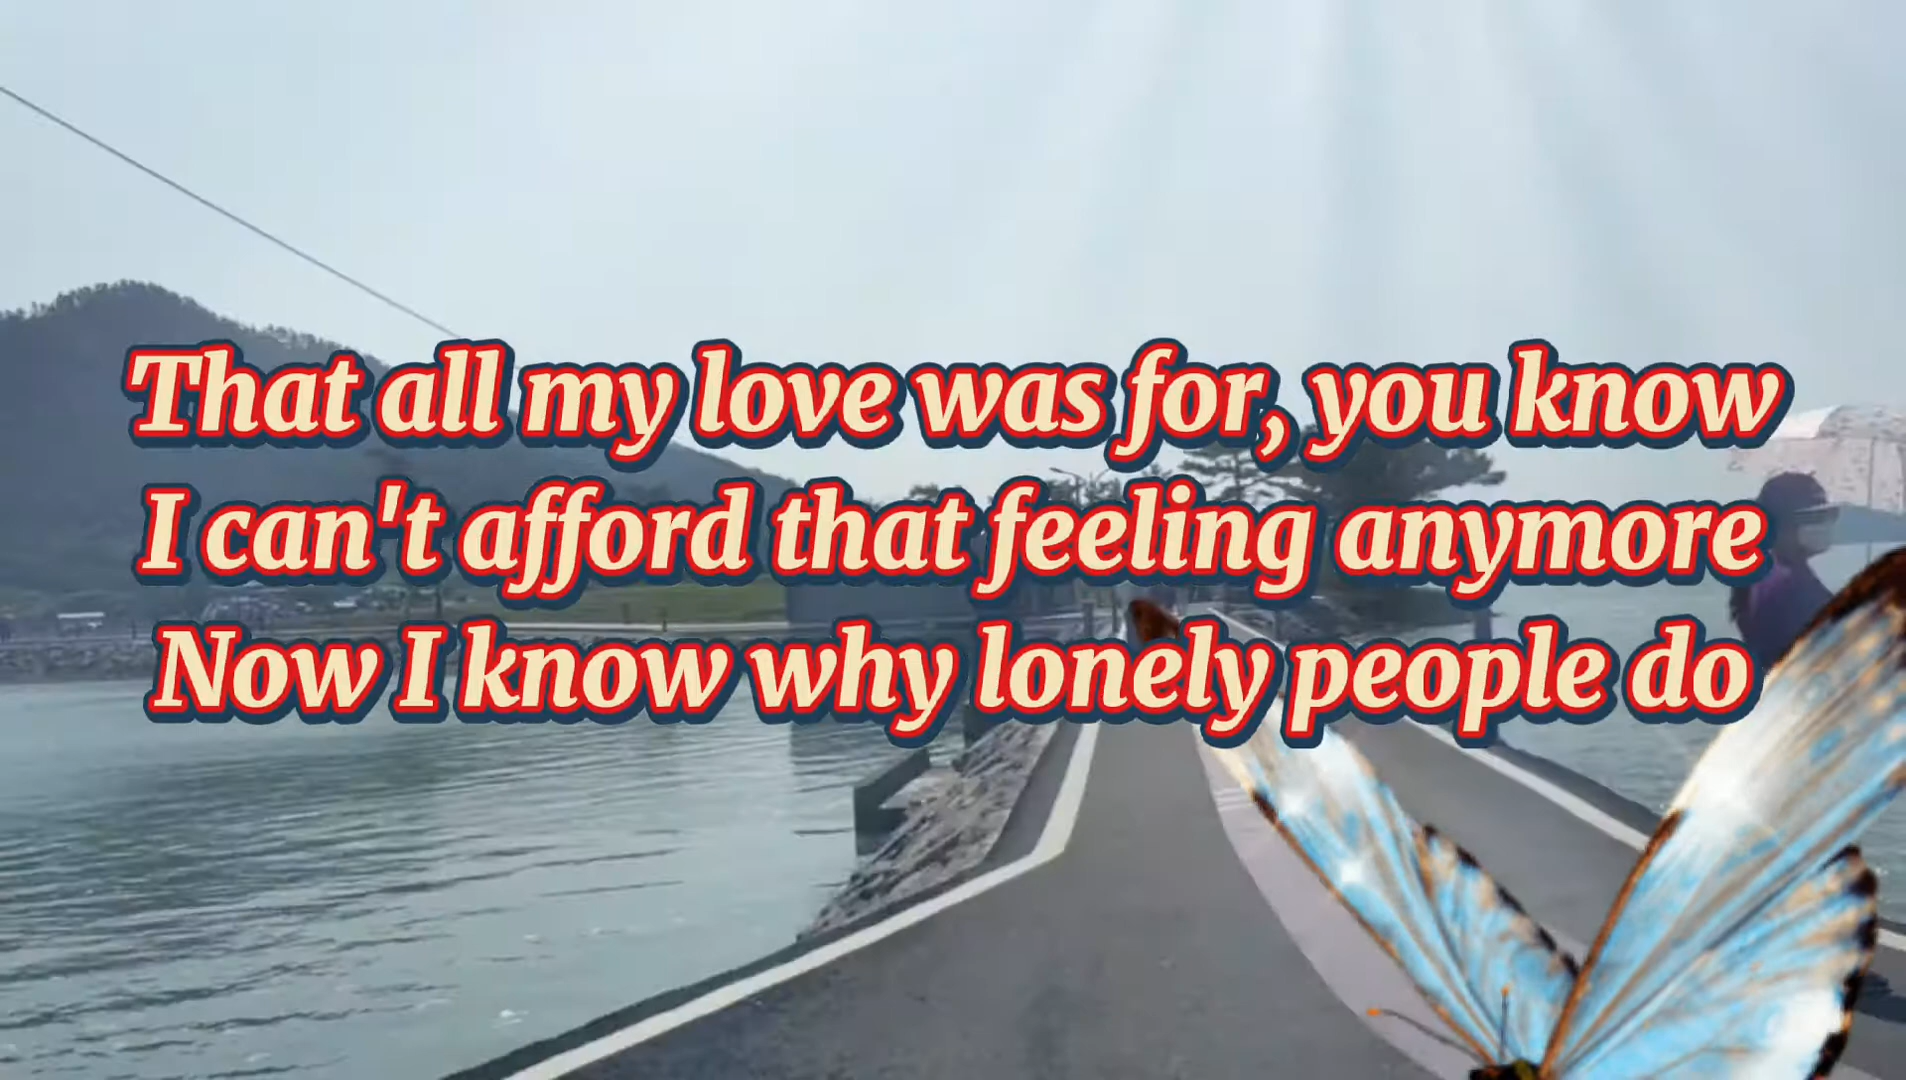 That all my love was for, you know
I can't afford that feeling anymore
Now I know why lonely people do